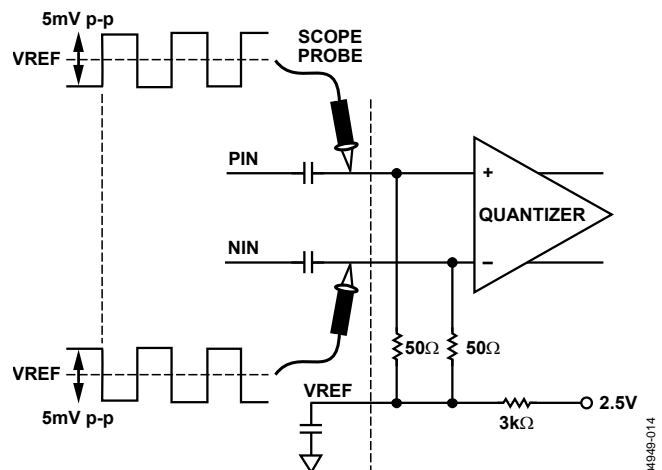 5mV p-p
VREF
SCOPE
PROBE
PIN
+
QUANTIZER
NIN
−
50Ω
50Ω
VREF
VREF
5mV p-p
2.5V
3kΩ
04949-014